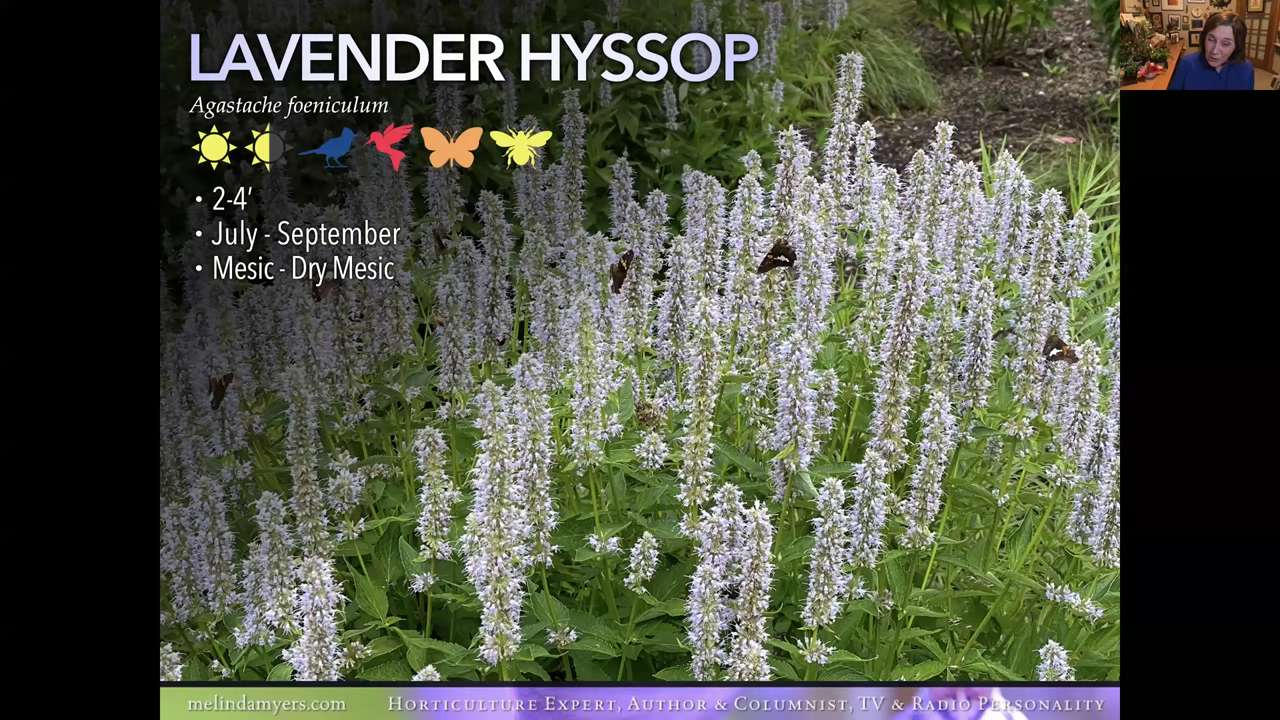 LAVENDER HYSSOP
Agastache foeniculum
• 2-4'
• July - September
• Mesic - Dry Mesic
melindamyers.com
Horticulture Expert, Author & Columnist, TV & Radio Personality